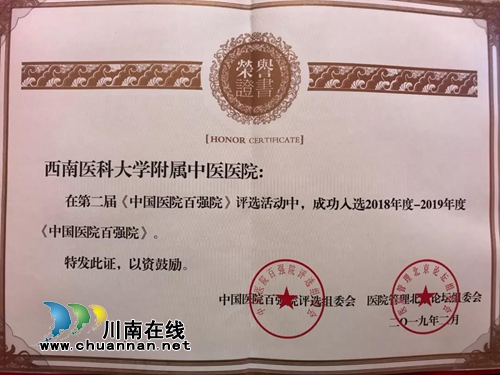 榮譽
證書
[HONOR CERTIFICATE]
西南医科大学附属中医医院：
在第二届《中国医院百强院》评选活动中，成功入选2018年度-2019年度
《中国医院百强院》。
特发此证，以资鼓励。
中国医院百强院评选组委会 医院管理北京论坛组委会
二〇一九年二月
川南在线
www.chuannan.net